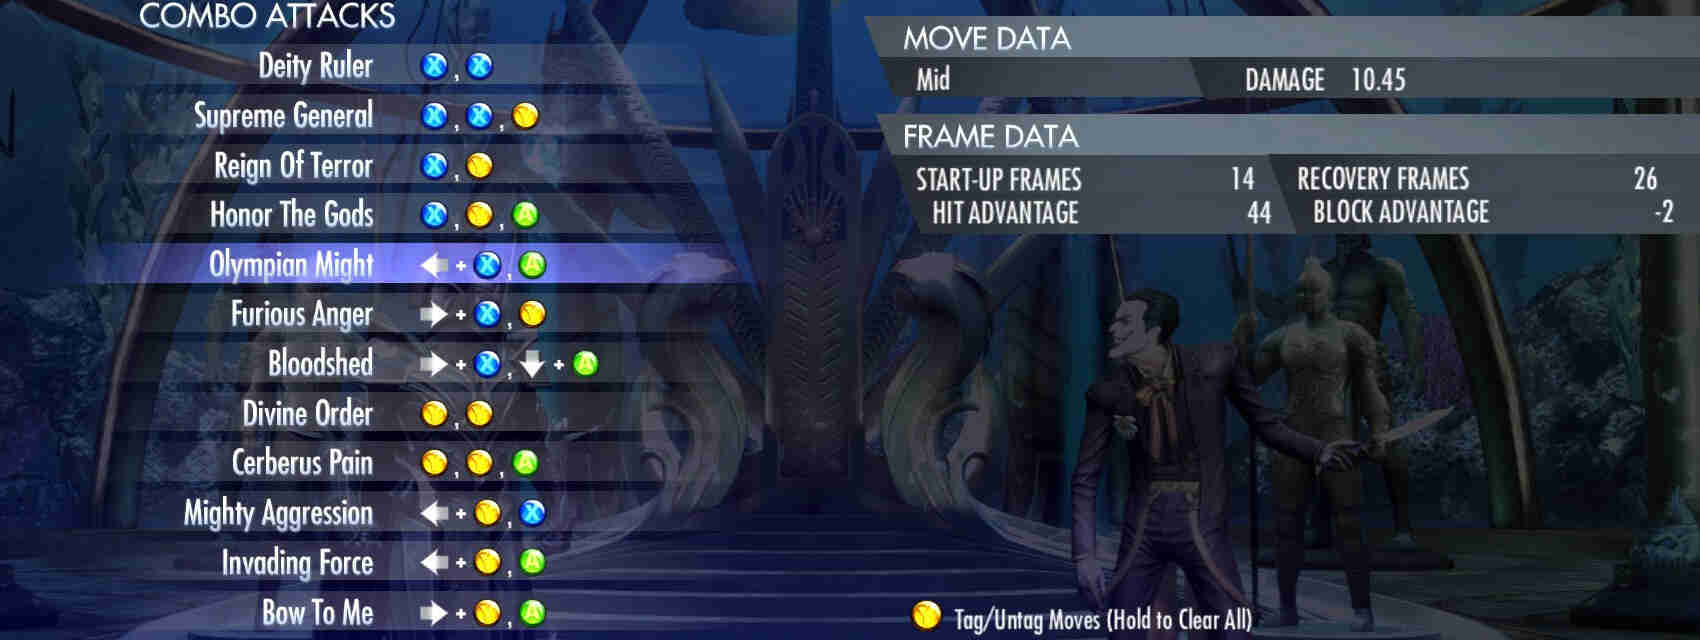 COMBO ATTACKS
Deity Ruler X , X
Supreme General X , X , Y
Reign Of Terror X , Y
Honor The Gods X , Y , A
Olympian Might + X , A
Furious Anger + X , Y
Bloodshed + X , + A
Divine Order Y , Y
Cerberus Pain Y , Y , A
Mighty Aggression + Y , X
Invading Force + Y , A
Bow To Me + Y , A
MOVE DATA
Mid DAMAGE 10.45
FRAME DATA
START-UP FRAMES 14 RECOVERY FRAMES 26
HIT ADVANTAGE 44 BLOCK ADVANTAGE -2
Y Tag/Untag Moves (Hold to Clear All)